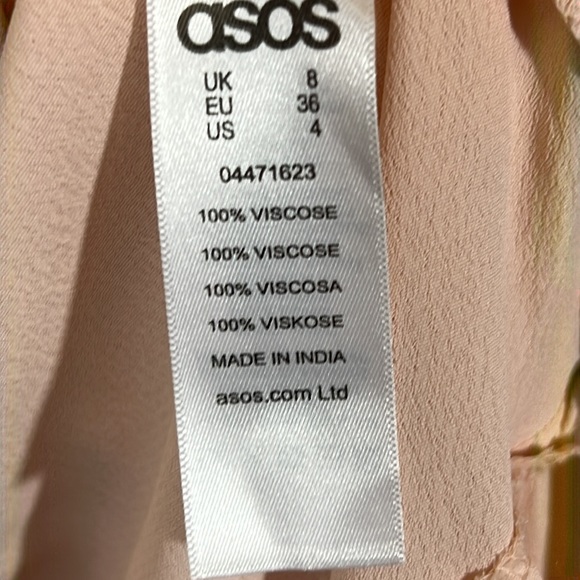 asos
UK 8
EU 36
US 4
04471623
100% VISCOSE
100% VISCOSE
100% VISCOSA
100% VISKOSE
MADE IN INDIA
asos.com Ltd